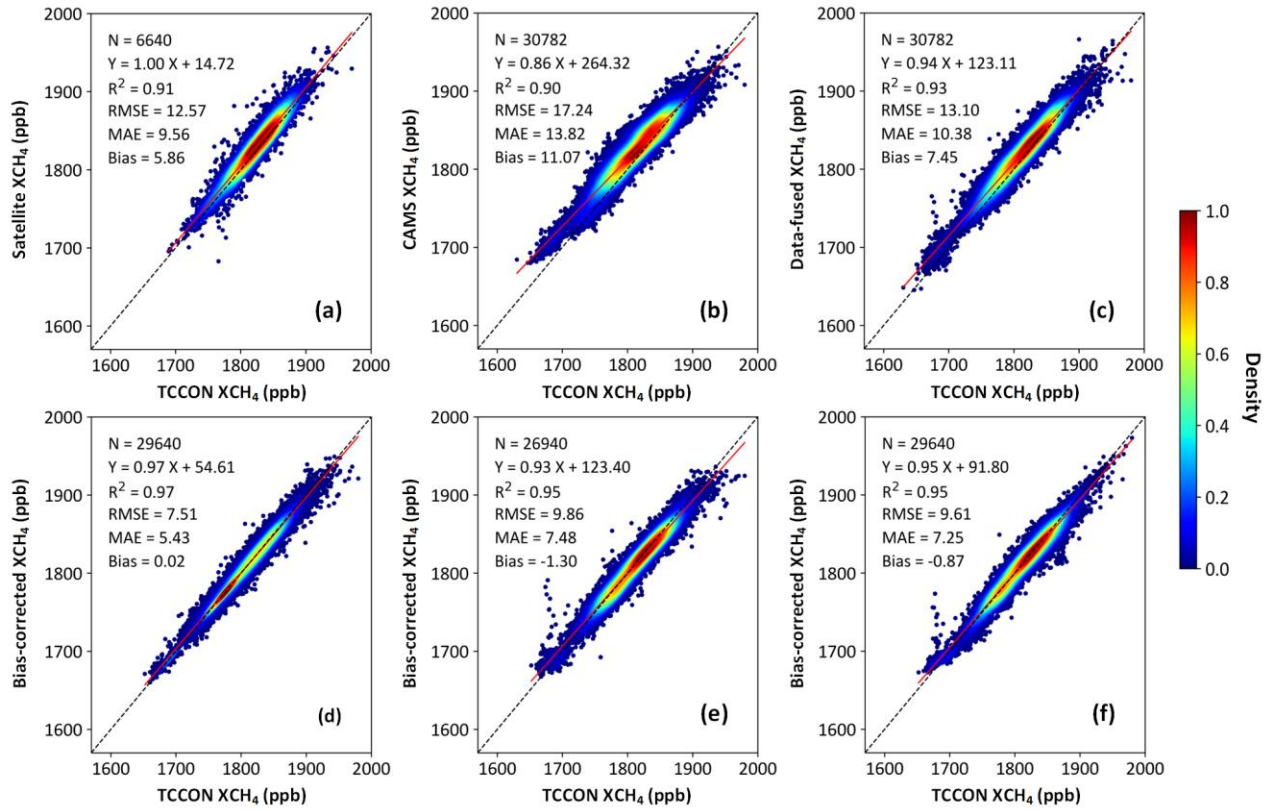 2000
1900
1800
1700
1600
Satellite XCH₄ (ppb)
N = 6640
Y = 1.00 X + 14.72
R² = 0.91
RMSE = 12.57
MAE = 9.56
Bias = 5.86
(a)
1600 1700 1800 1900 2000
TCCON XCH₄ (ppb)
2000
1900
1800
1700
1600
CAMS XCH₄ (ppb)
N = 30782
Y = 0.86 X + 264.32
R² = 0.90
RMSE = 17.24
MAE = 13.82
Bias = 11.07
(b)
1600 1700 1800 1900 2000
TCCON XCH₄ (ppb)
2000
1900
1800
1700
1600
Data-fused XCH₄ (ppb)
N = 30782
Y = 0.94 X + 123.11
R² = 0.93
RMSE = 13.10
MAE = 10.38
Bias = 7.45
(c)
1600 1700 1800 1900 2000
TCCON XCH₄ (ppb)
2000
1900
1800
1700
1600
Bias-corrected XCH₄ (ppb)
N = 29640
Y = 0.97 X + 54.61
R² = 0.97
RMSE = 7.51
MAE = 5.43
Bias = 0.02
(d)
1600 1700 1800 1900 2000
TCCON XCH₄ (ppb)
2000
1900
1800
1700
1600
Bias-corrected XCH₄ (ppb)
N = 26940
Y = 0.93 X + 123.40
R² = 0.95
RMSE = 9.86
MAE = 7.48
Bias = -1.30
(e)
1600 1700 1800 1900 2000
TCCON XCH₄ (ppb)
2000
1900
1800
1700
1600
Bias-corrected XCH₄ (ppb)
N = 29640
Y = 0.95 X + 91.80
R² = 0.95
RMSE = 9.61
MAE = 7.25
Bias = -0.87
(f)
1600 1700 1800 1900 2000
TCCON XCH₄ (ppb)
1.0
0.8
0.6
0.4
0.2
0.0
Density